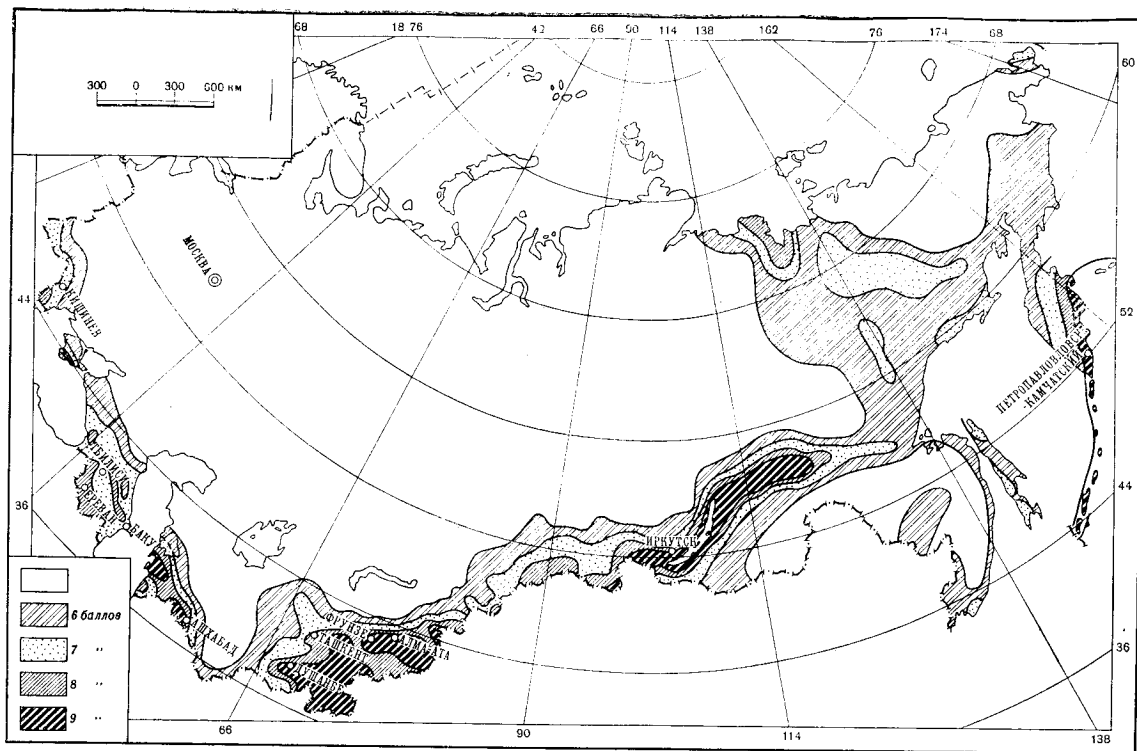 68 18 76 42 66 90 114 138 162 76 174 68
60
300 0 300 600 км
МОСКВА
44
КИШИНЕВ
52
ПЕТРОПАВЛОВСК-
-КАМЧАТСКИЙ
ТБИЛИСИ
36
ЕРЕВАН
БАКУ
44
ИРКУТСК
6 баллов
АШХАБАД
ФРУНЗЕ
АЛМА-АТА
ТАШКЕНТ
ДУШАНБЕ
36
7 "
8 "
9 "
66 90 114 138